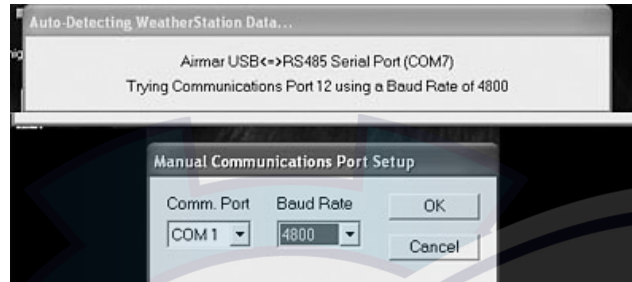 Auto-Detecting WeatherStation Data...
Airmar USB<=>RS485 Serial Port (COM7)
Trying Communications Port 12 using a Baud Rate of 4800
Manual Communications Port Setup
Comm. Port Baud Rate OK
COM 1 4800 Cancel